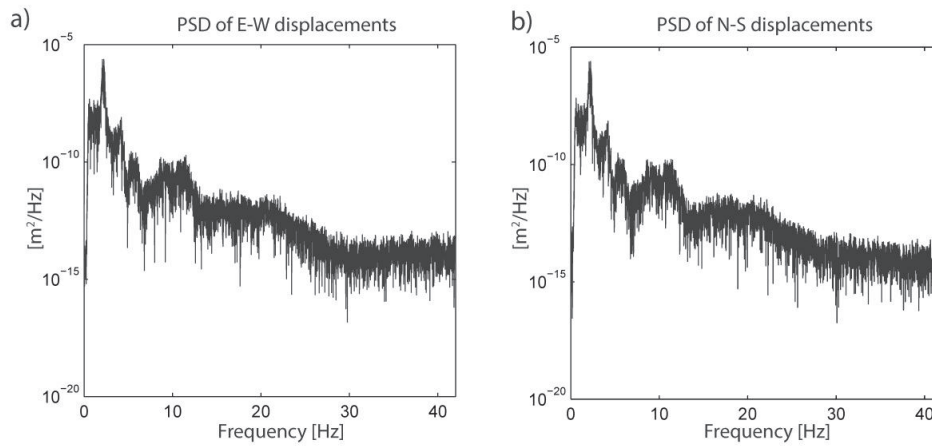 a)
PSD of E-W displacements
10⁻⁵
10⁻¹⁰
10⁻¹⁵
10⁻²⁰
[m²/Hz]
0 10 20 30 40
Frequency [Hz]
b)
PSD of N-S displacements
10⁻⁵
10⁻¹⁰
10⁻¹⁵
10⁻²⁰
[m²/Hz]
0 10 20 30 40
Frequency [Hz]